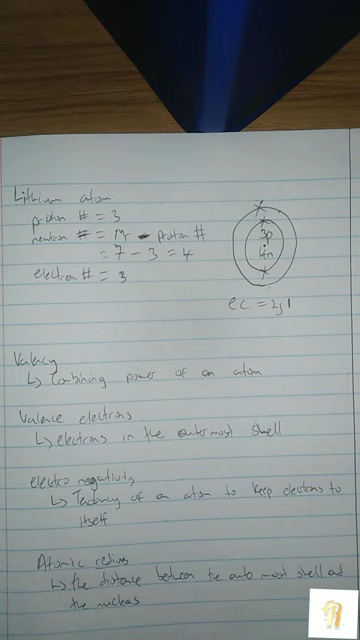 Lithium atom
proton # = 3
neutron # = Mr - proton #
= 7 - 3 = 4
electron # = 3
3p
4n
ec = 2,1
Valency
↳ Combining power of an atom
Valence electrons
↳ electrons in the outermost shell
electro negativity
↳ Tendency of an atom to keep electrons to
itself
Atomic radius
↳ the distance between the outer most shell and
the nucleus